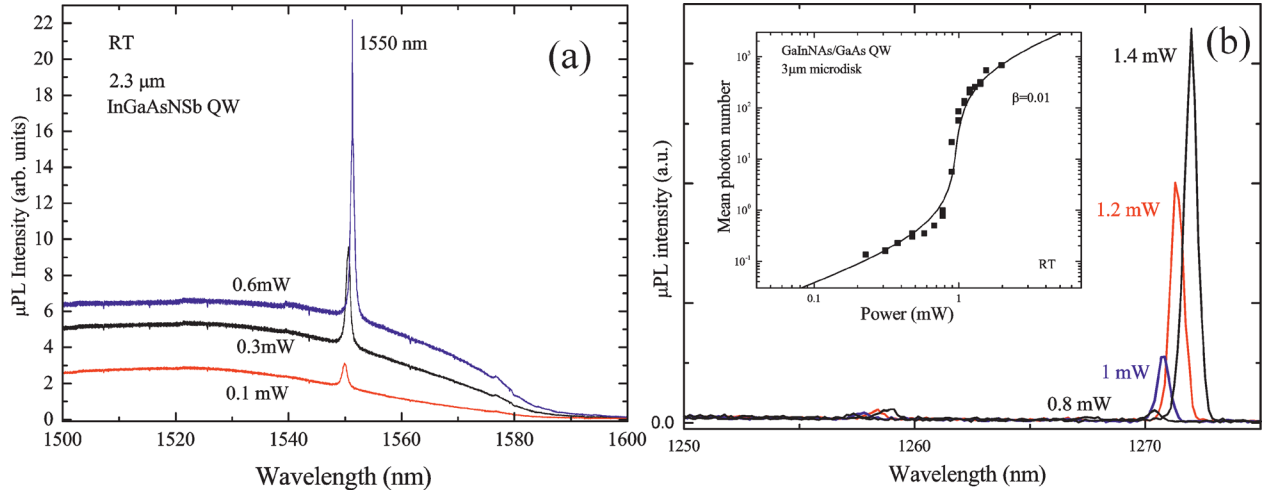 22
20
18
16
14
12
10
8
6
4
2
0
μPL Intensity (arb. units)
RT
2.3 μm
InGaAsNSb QW
1550 nm
(a)
0.6mW
0.3mW
0.1 mW
1500
1520
1540
1560
1580
1600
Wavelength (nm)
μPL intensity (a.u.)
0.0
(b)
1.4 mW
1.2 mW
1 mW
0.8 mW
1250
1260
1270
Wavelength (nm)
Mean photon number
10³
10²
10¹
10⁰
10⁻¹
GaInNAs/GaAs QW
3μm microdisk
β=0.01
RT
0.1
1
Power (mW)